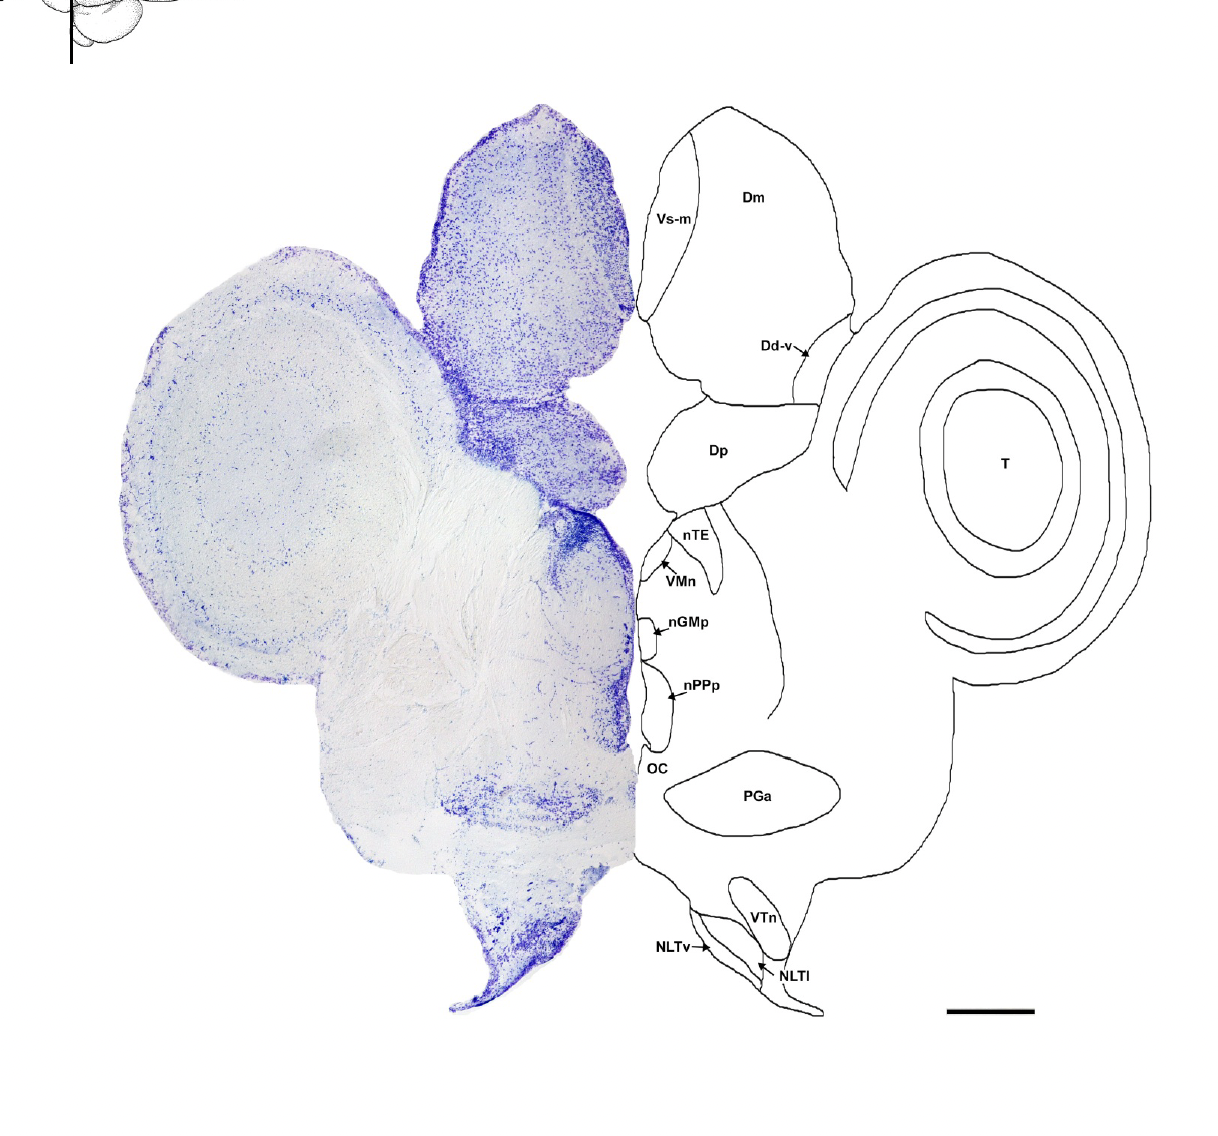 Dm
Vs-m
Dd-v
Dp
T
nTE
VMn
nGMp
nPPp
OC
PGa
VTn
NLTv
NLTl